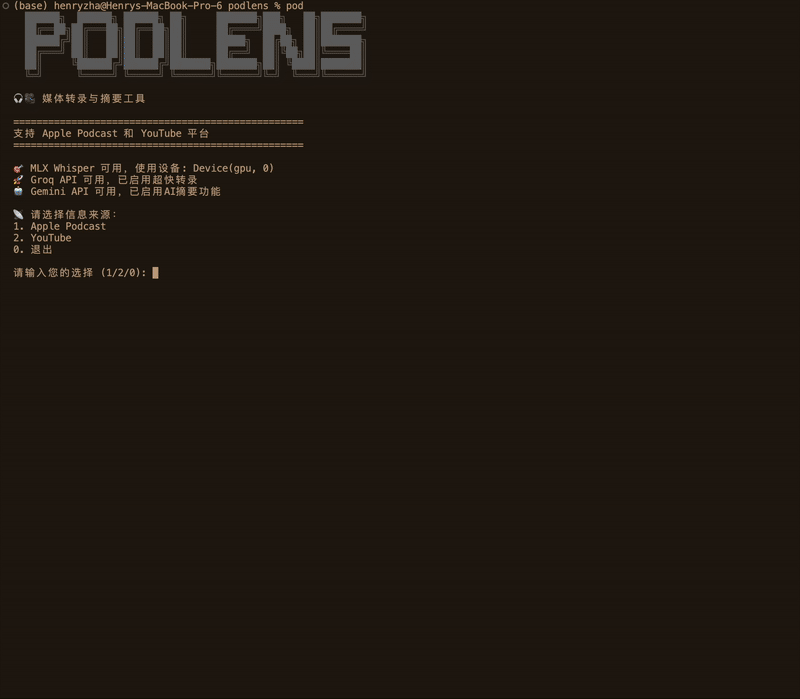 (base) henryzha@Henrys-MacBook-Pro-6 podlens % pod
PODLENS
🎧🎥 媒体转录与摘要工具
==================================================
支持 Apple Podcast 和 YouTube 平台
==================================================
🎯 MLX Whisper 可用，使用设备: Device(gpu, 0)
🚀 Groq API 可用，已启用超快转录
🤖 Gemini API 可用，已启用AI摘要功能
📡 请选择信息来源：
1. Apple Podcast
2. YouTube
0. 退出
请输入您的选择 (1/2/0):